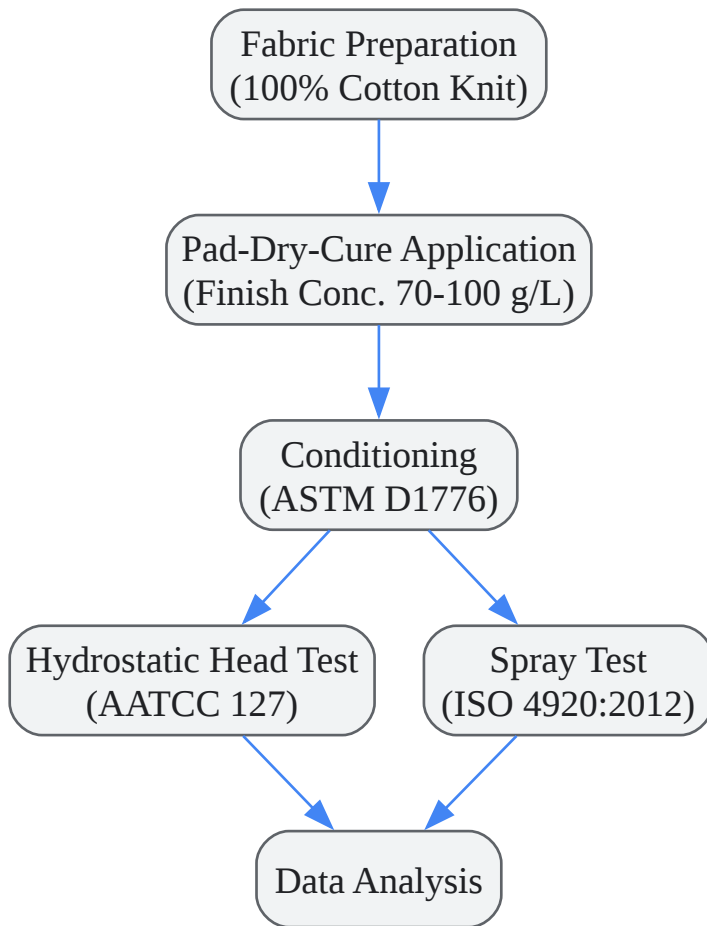 Fabric Preparation
(100% Cotton Knit)
Pad-Dry-Cure Application
(Finish Conc. 70-100 g/L)
Conditioning
(ASTM D1776)
Hydrostatic Head Test
(AATCC 127)
Spray Test
(ISO 4920:2012)
Data Analysis